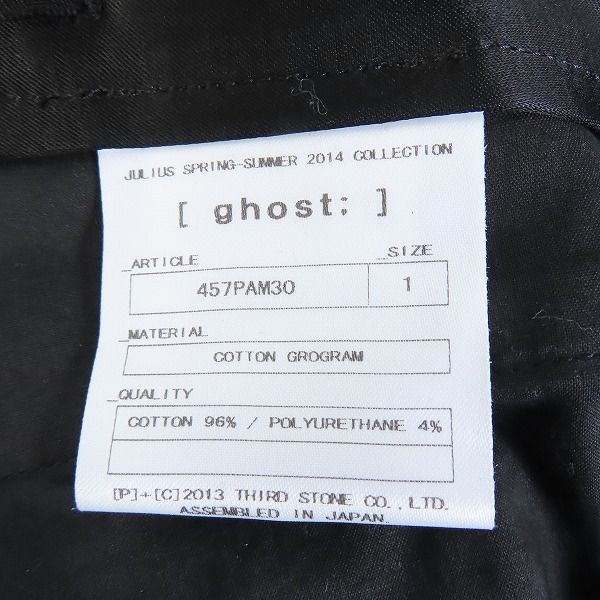 JULIUS SPRING-SUMMER 2014 COLLECTION
[ ghost; ]
_ARTICLE _SIZE
457PAM30 1
_MATERIAL
COTTON GROGRAM
_QUALITY
COTTON 96% / POLYURETHANE 4%
[P]+[C]2013 THIRD STONE CO.,LTD.
ASSEMBLED IN JAPAN.